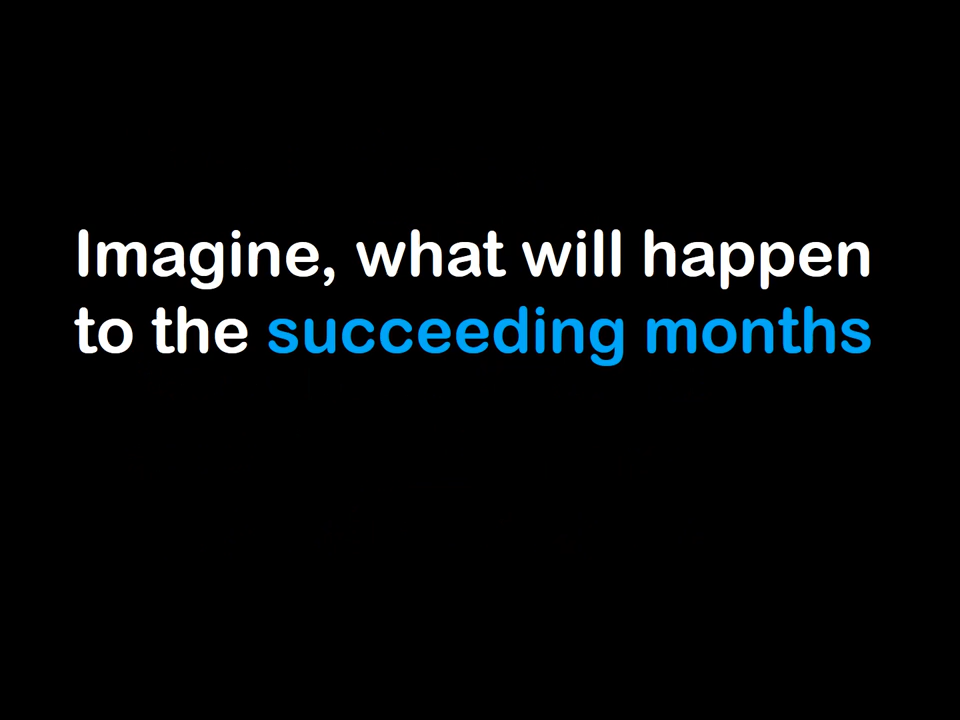 Imagine, what will happen
to the succeeding months